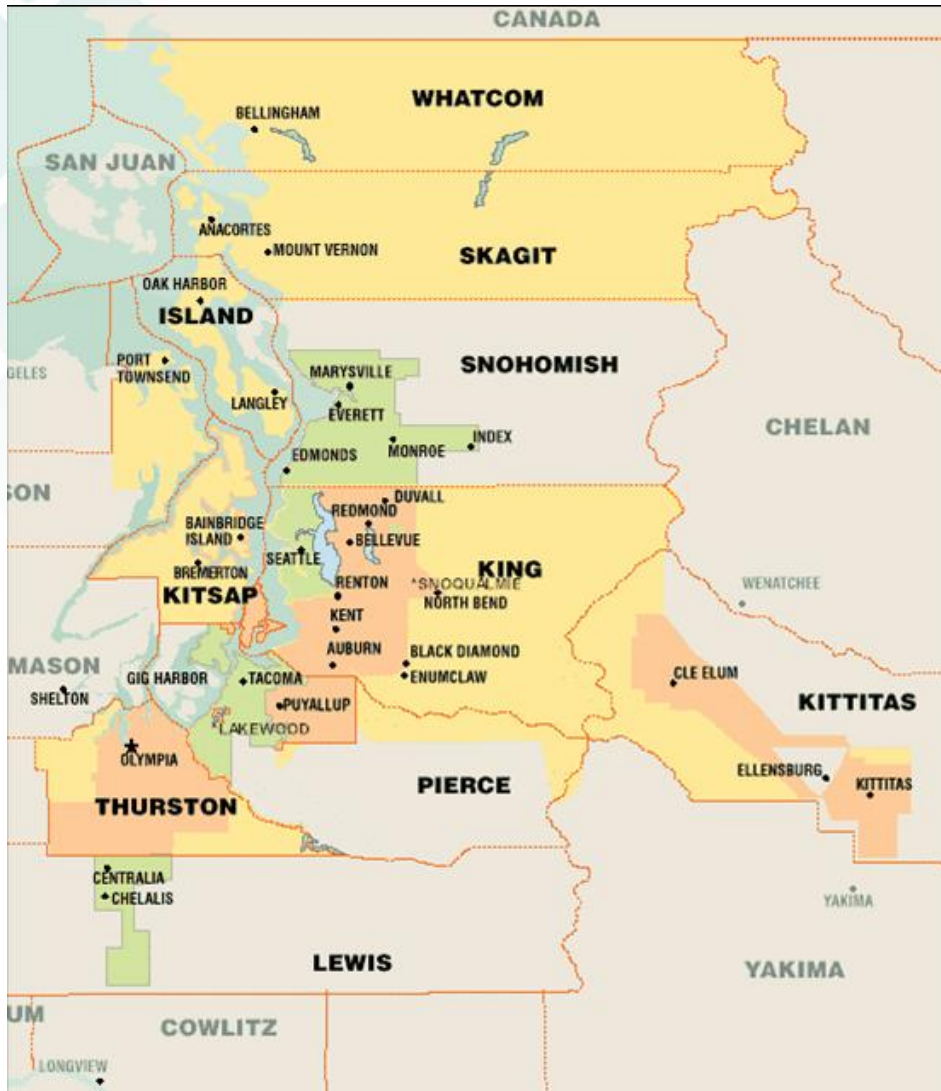 CANADA
WHATCOM
BELLINGHAM
SAN JUAN
ANACORTES
MOUNT VERNON
SKAGIT
OAK HARBOR
ISLAND
PORT
TOWNSEND
GELES
LANGLEY
MARYSVILLE
EVERETT
SNOHOMISH
CHELAN
EDMONDS
MONROE
INDEX
SON
DUVALL
REDMOND
BAINBRIDGE
ISLAND
SEATTLE
BELLEVUE
BREMERTON
KING
RENTON
*SNOQUALMIE
NORTH BEND
WENATCHEE
KITSAP
KENT
AUBURN
BLACK DIAMOND
ENUMCLAW
MASON
SHELTON
GIG HARBOR
TACOMA
PUYALLUP
*LAKEWOOD
CLE ELUM
KITTITAS
OLYMPIA
THURSTON
PIERCE
ELLENSBURG
KITTITAS
CENTRALIA
CHELALIS
YAKIMA
LEWIS
YAKIMA
UM
COWLITZ
LONGVIEW